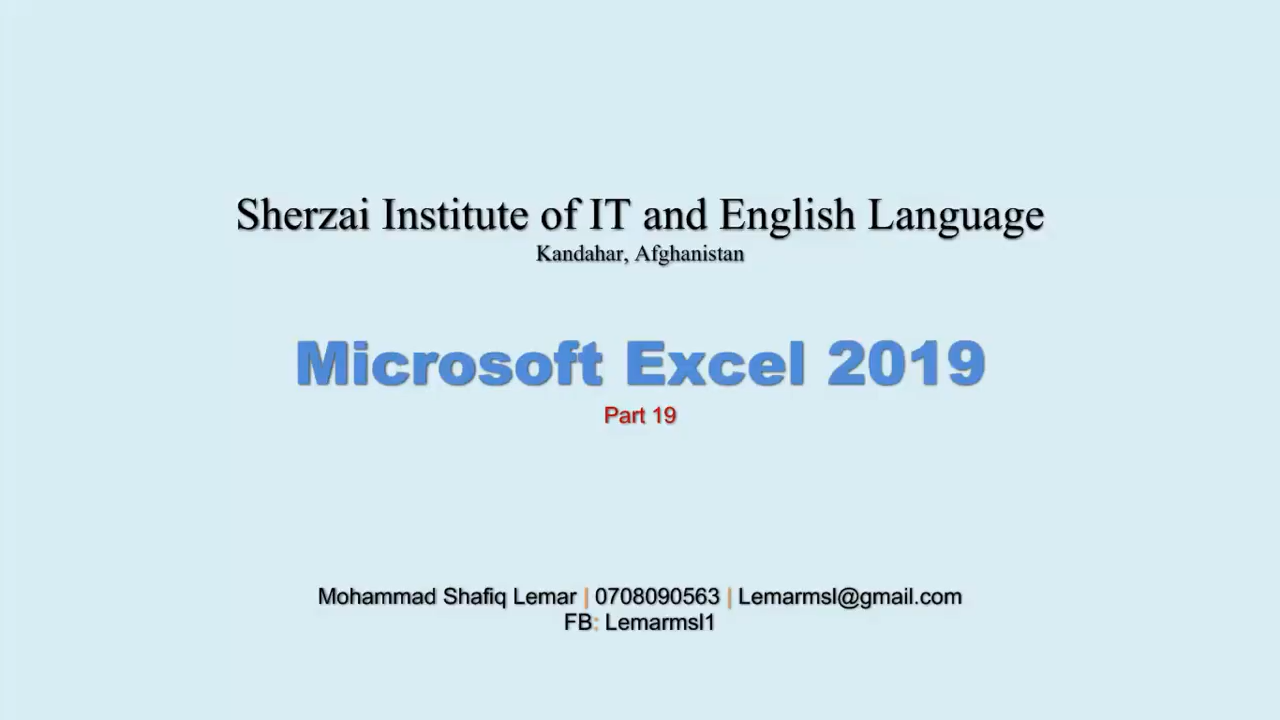 Sherzai Institute of IT and English Language
Kandahar, Afghanistan
Microsoft Excel 2019
Part 19
Mohammad Shafiq Lemar | 0708090563 | Lemarmsl@gmail.com
FB: Lemarmsl1